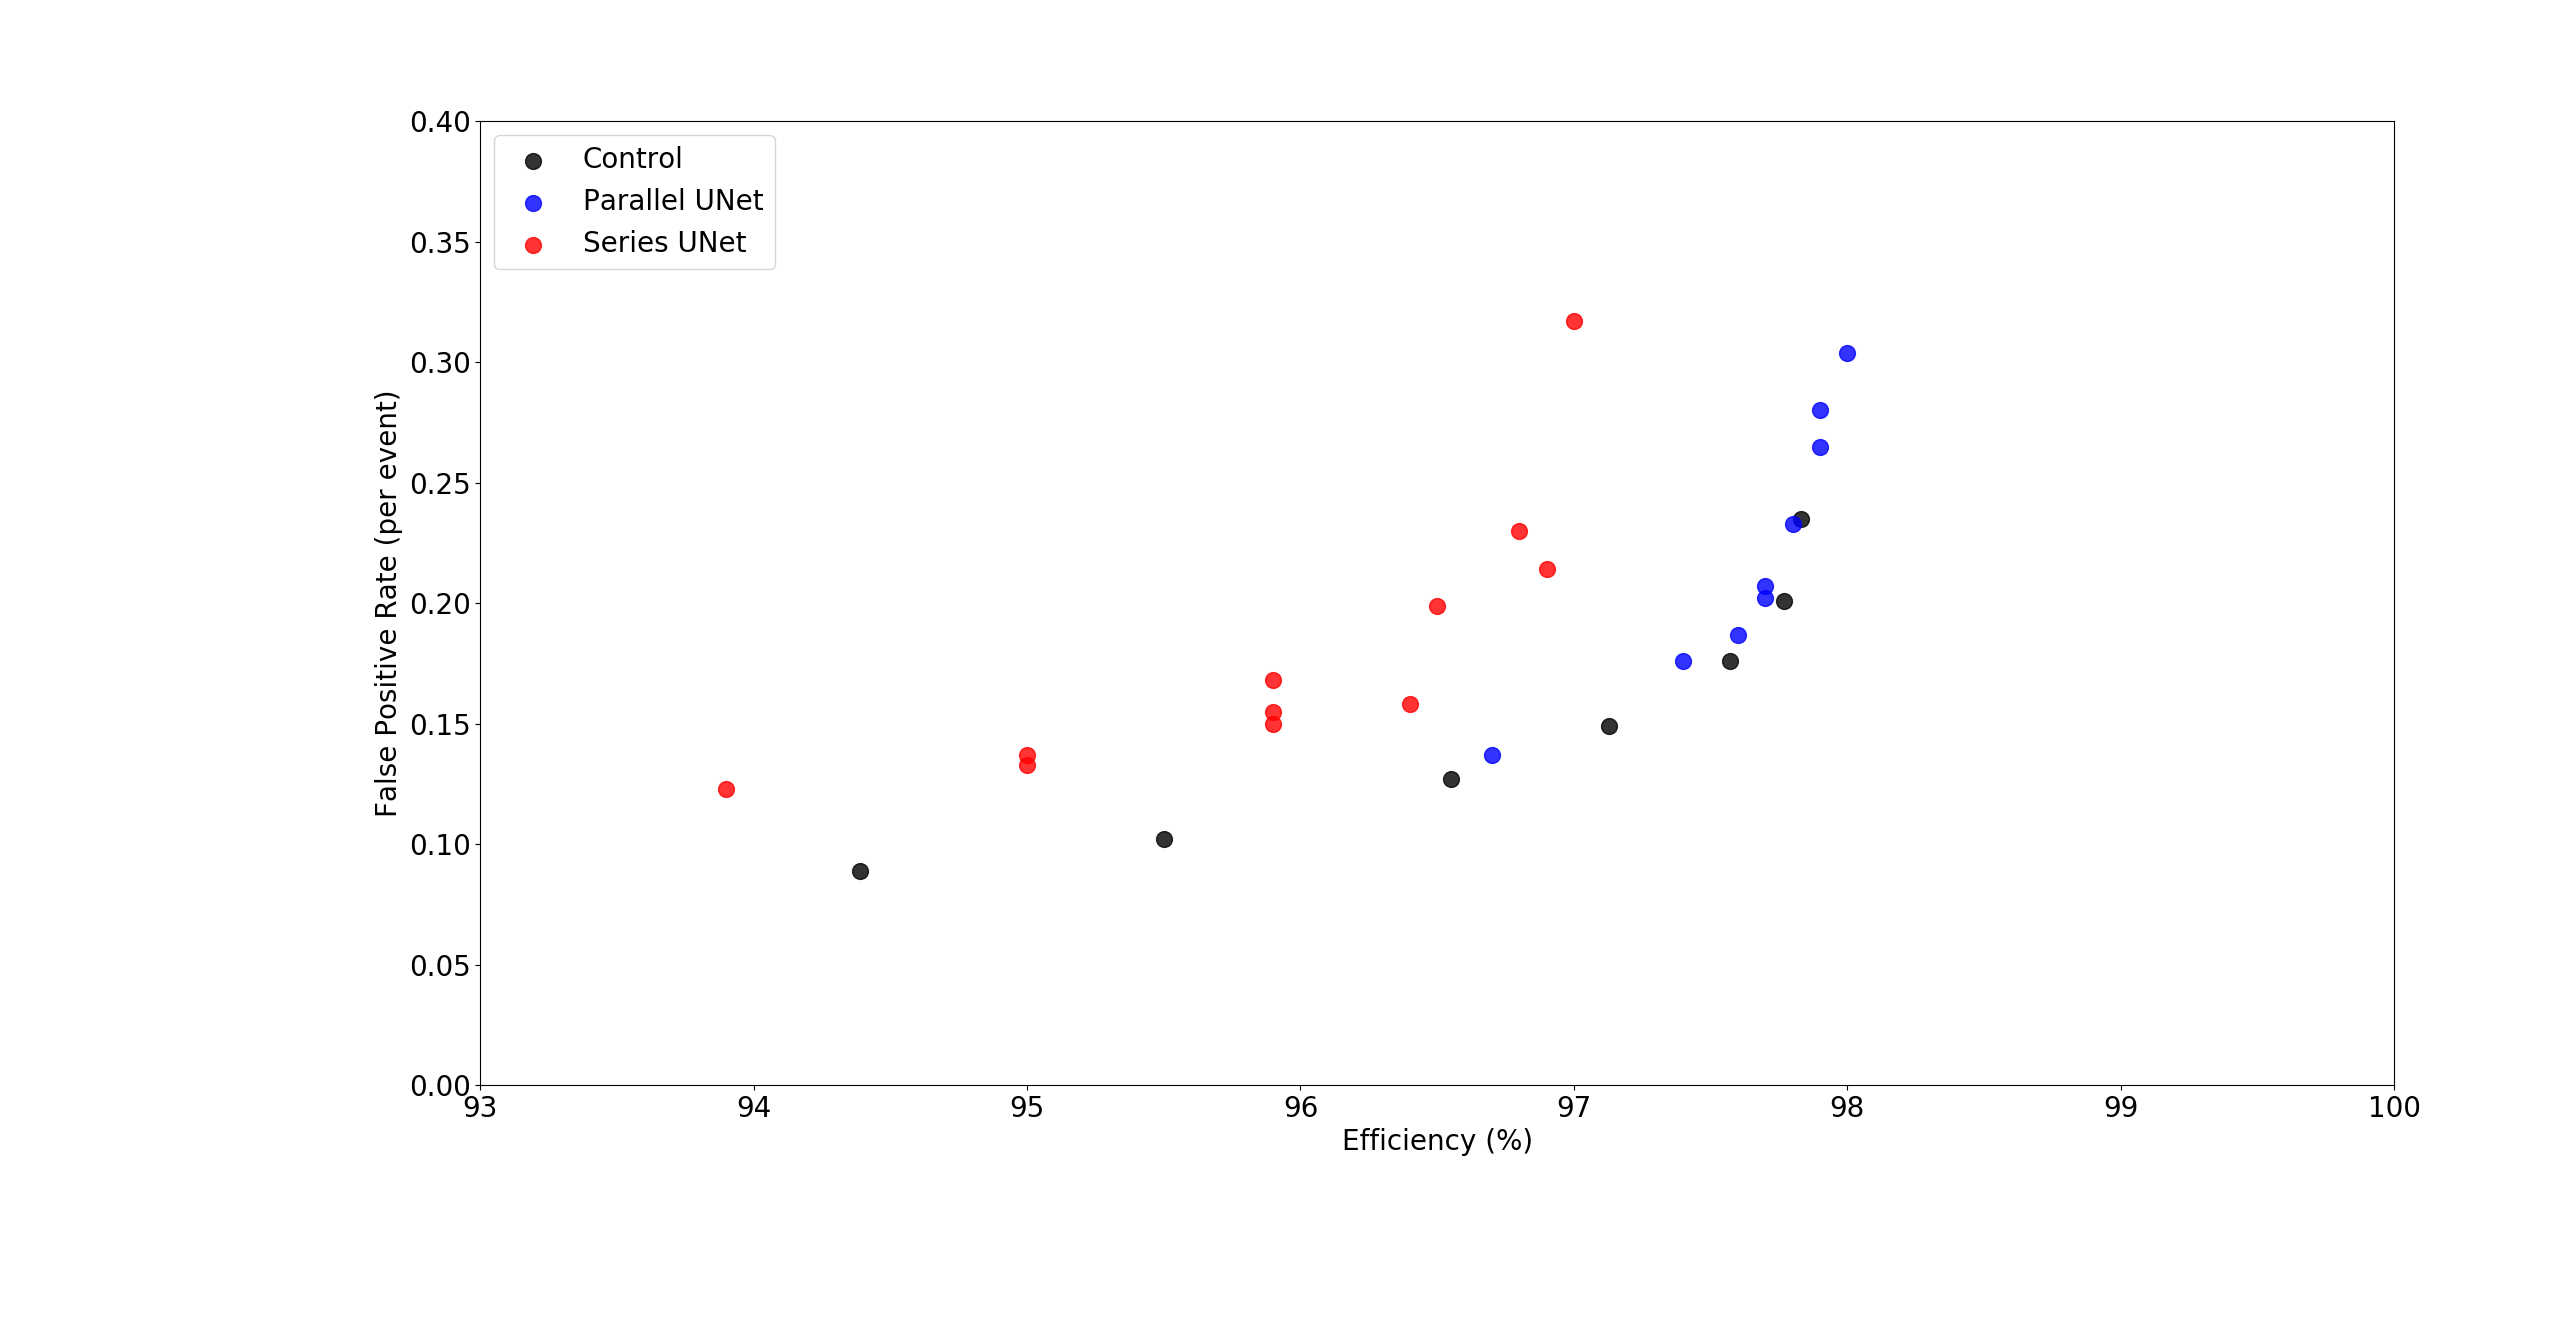 Control
Parallel UNet
Series UNet
False Positive Rate (per event)
0.40
0.35
0.30
0.25
0.20
0.15
0.10
0.05
0.00
93 94 95 96 97 98 99 100
Efficiency (%)